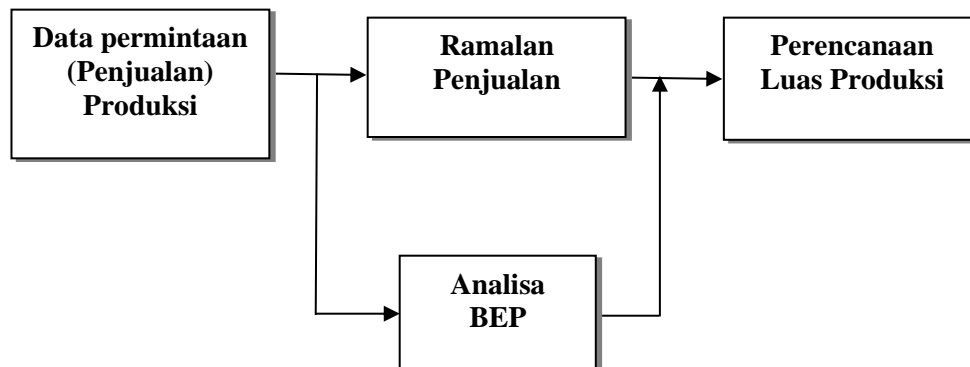 Data permintaan
(Penjualan)
Produksi
Ramalan
Penjualan
Perencanaan
Luas Produksi
Analisa
BEP